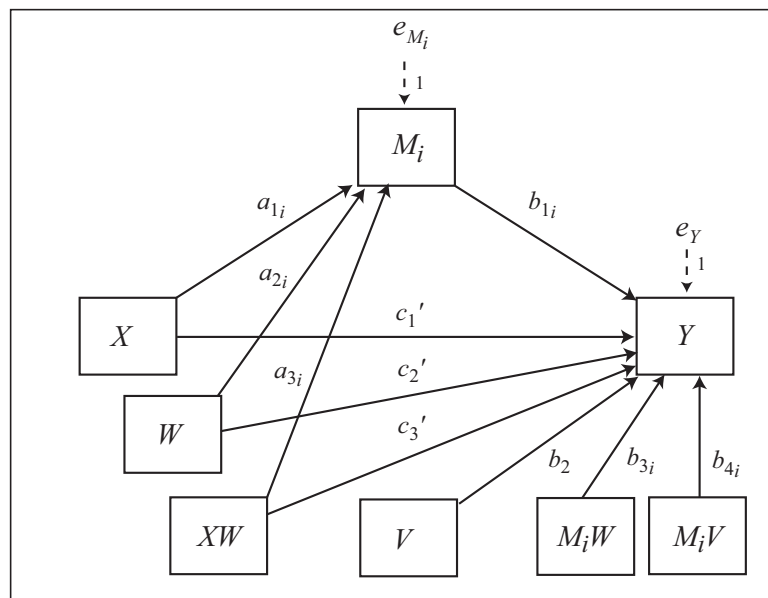 e_{M_i}
1
M_i
a_{1i}
b_{1i}
e_Y
1
a_{2i}
X
c_1′
Y
a_{3i}
c_2′
W
c_3′
b_2
b_{3i}
b_{4i}
XW
V
M_iW
M_iV